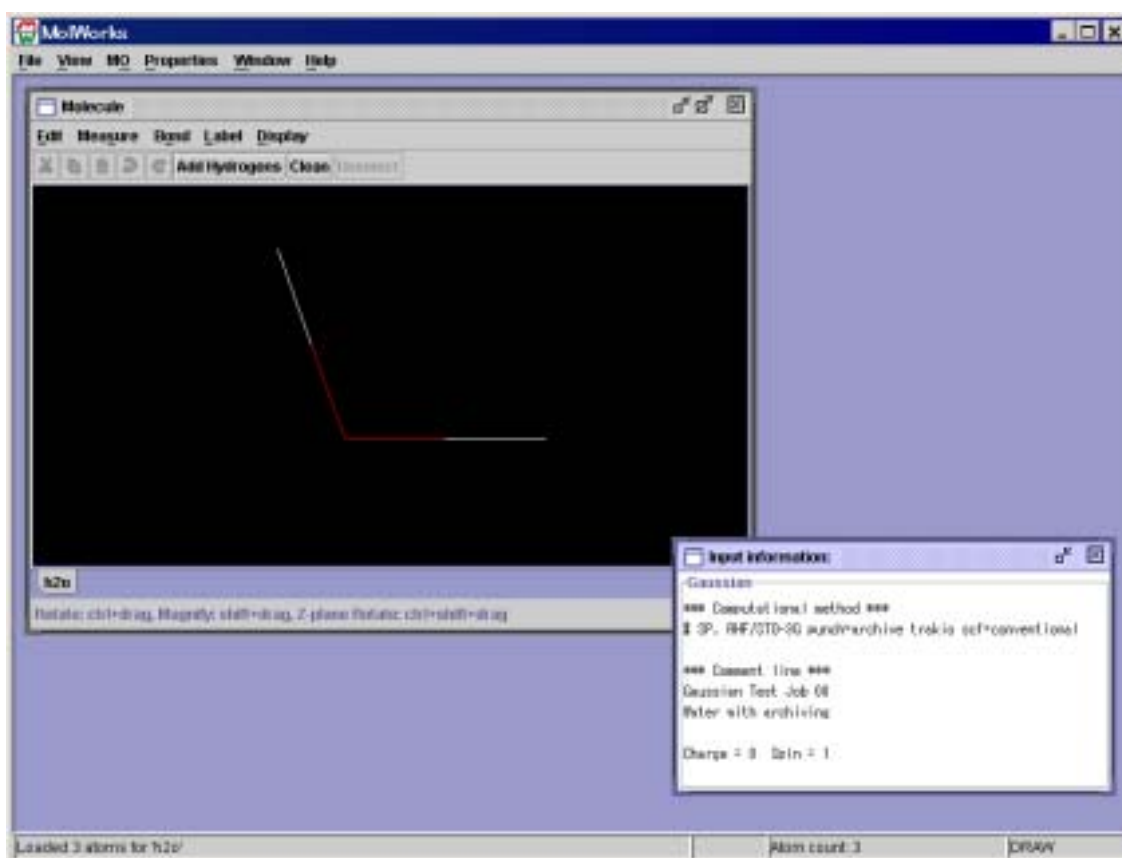 MolWorks
File View MO Properties Window Help
Molecule
Edit Measure Bond Label Display
Add Hydrogens Clean
h2o
Rotate: ctrl+drag, Magnify: shift+drag, Z-plane Rotate: ctrl+shift+drag
Input information:
Gaussian
*** Computational method ***
# SP, RHF/STO-3G punch=archive trakio scf=conventional
*** Comment line ***
Gaussian Test Job 00
Water with archiving
Charge = 0 Spin = 1
Loaded 3 atoms for 'h2o'
Atom count: 3
DRAW